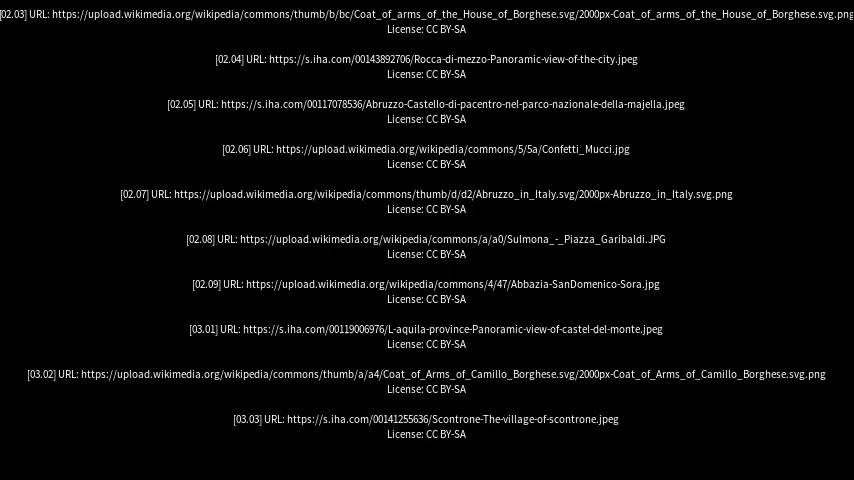 [02.03] URL: https://upload.wikimedia.org/wikipedia/commons/thumb/b/bc/Coat_of_arms_of_the_House_of_Borghese.svg/2000px-Coat_of_arms_of_the_House_of_Borghese.svg.png
License: CC BY-SA
[02.04] URL: https://s.iha.com/00143892706/Rocca-di-mezzo-Panoramic-view-of-the-city.jpeg
License: CC BY-SA
[02.05] URL: https://s.iha.com/00117078536/Abruzzo-Castello-di-pacentro-nel-parco-nazionale-della-majella.jpeg
License: CC BY-SA
[02.06] URL: https://upload.wikimedia.org/wikipedia/commons/5/5a/Confetti_Mucci.jpg
License: CC BY-SA
[02.07] URL: https://upload.wikimedia.org/wikipedia/commons/thumb/d/d2/Abruzzo_in_Italy.svg/2000px-Abruzzo_in_Italy.svg.png
License: CC BY-SA
[02.08] URL: https://upload.wikimedia.org/wikipedia/commons/a/a0/Sulmona_-_Piazza_Garibaldi.JPG
License: CC BY-SA
[02.09] URL: https://upload.wikimedia.org/wikipedia/commons/4/47/Abbazia-SanDomenico-Sora.jpg
License: CC BY-SA
[03.01] URL: https://s.iha.com/00119006976/L-aquila-province-Panoramic-view-of-castel-del-monte.jpeg
License: CC BY-SA
[03.02] URL: https://upload.wikimedia.org/wikipedia/commons/thumb/a/a4/Coat_of_Arms_of_Camillo_Borghese.svg/2000px-Coat_of_Arms_of_Camillo_Borghese.svg.png
License: CC BY-SA
[03.03] URL: https://s.iha.com/00141255636/Scontrone-The-village-of-scontrone.jpeg
License: CC BY-SA